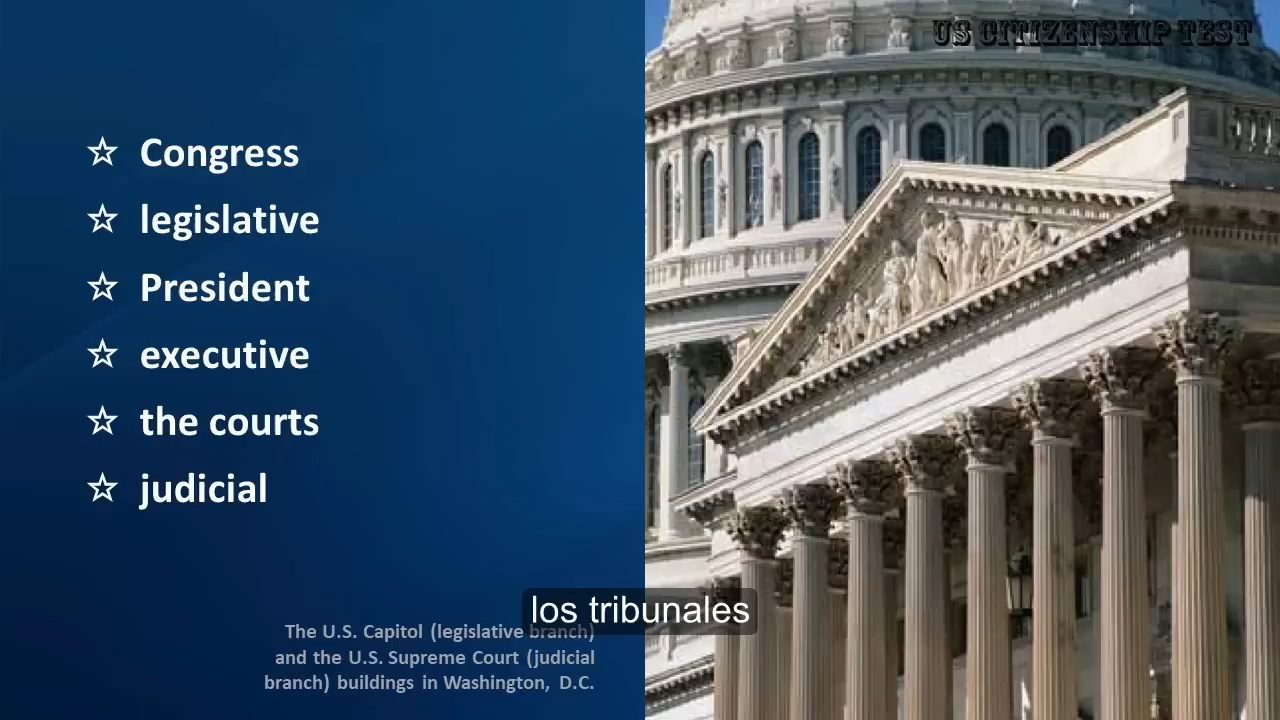 US CITIZENSHIP TEST
☆ Congress
☆ legislative
☆ President
☆ executive
☆ the courts
☆ judicial
los tribunales
The U.S. Capitol (legislative branch)
and the U.S. Supreme Court (judicial
branch) buildings in Washington, D.C.